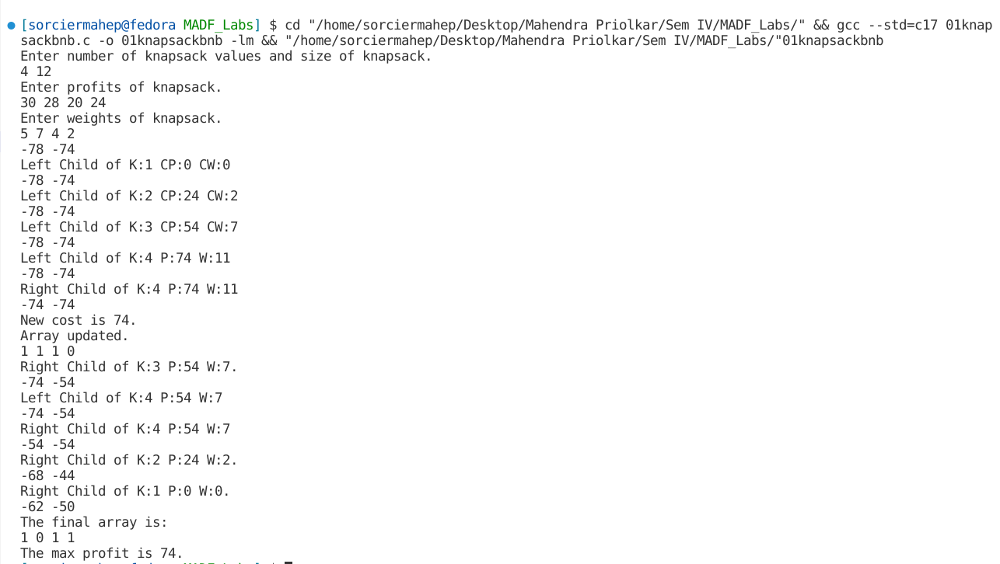 [sorciermahep@fedora MADF_Labs] $ cd "/home/sorciermahep/Desktop/Mahendra Priolkar/Sem IV/MADF_Labs/" && gcc --std=c17 01knap
sackbnb.c -o 01knapsackbnb -lm && "/home/sorciermahep/Desktop/Mahendra Priolkar/Sem IV/MADF_Labs/"01knapsackbnb
Enter number of knapsack values and size of knapsack.
4 12
Enter profits of knapsack.
30 28 20 24
Enter weights of knapsack.
5 7 4 2
-78 -74
Left Child of K:1 CP:0 CW:0
-78 -74
Left Child of K:2 CP:24 CW:2
-78 -74
Left Child of K:3 CP:54 CW:7
-78 -74
Left Child of K:4 P:74 W:11
-78 -74
Right Child of K:4 P:74 W:11
-74 -74
New cost is 74.
Array updated.
1 1 1 0
Right Child of K:3 P:54 W:7.
-74 -54
Left Child of K:4 P:54 W:7
-74 -54
Right Child of K:4 P:54 W:7
-54 -54
Right Child of K:2 P:24 W:2.
-68 -44
Right Child of K:1 P:0 W:0.
-62 -50
The final array is:
1 0 1 1
The max profit is 74.